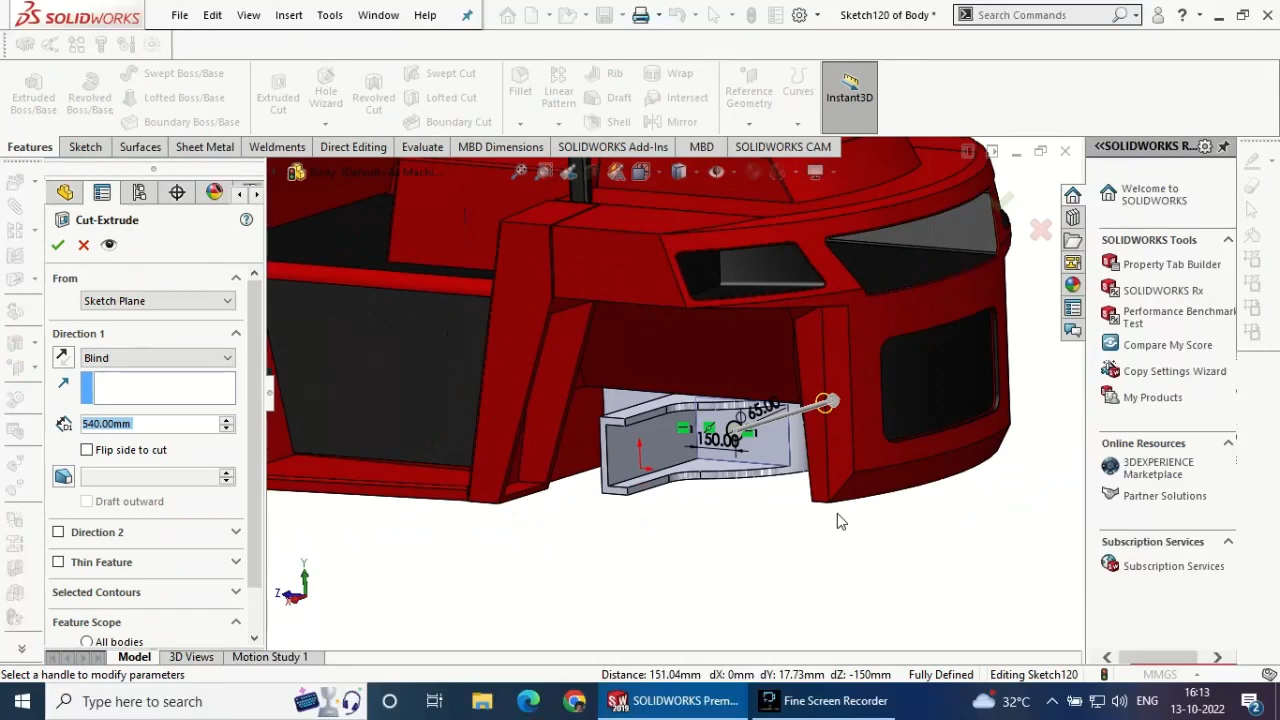 SOLIDWORKS
File Edit View Insert Tools Window Help
Sketch120 of Body *
Search Commands
Extruded Boss/Base
Revolved Boss/Base
Swept Boss/Base
Lofted Boss/Base
Boundary Boss/Base
Extruded Cut
Hole Wizard
Revolved Cut
Swept Cut
Lofted Cut
Boundary Cut
Fillet
Linear Pattern
Rib
Draft
Shell
Wrap
Intersect
Mirror
Reference Geometry
Curves
Instant3D
Features Sketch Surfaces Sheet Metal Weldments Direct Editing Evaluate MBD Dimensions SOLIDWORKS Add-Ins MBD SOLIDWORKS CAM
Cut-Extrude
From
Sketch Plane
Direction 1
Blind
540.00mm
Flip side to cut
Draft outward
Direction 2
Thin Feature
Selected Contours
Feature Scope
All bodies
65.00
150.00
Y
Z
X
<<SOLIDWORKS R...
Welcome to SOLIDWORKS
SOLIDWORKS Tools
Property Tab Builder
SOLIDWORKS Rx
Performance Benchmark Test
Compare My Score
Copy Settings Wizard
My Products
Online Resources
3DEXPERIENCE Marketplace
Partner Solutions
Subscription Services
Subscription Services
Model 3D Views Motion Study 1
Select a handle to modify parameters
Distance: 151.04mm dX: 0mm dY: 17.73mm dZ: -150mm Fully Defined Editing Sketch120 MMGS
Type here to search
SOLIDWORKS Prem...
Fine Screen Recorder
32°C
ENG
16:13
13-10-2022
2